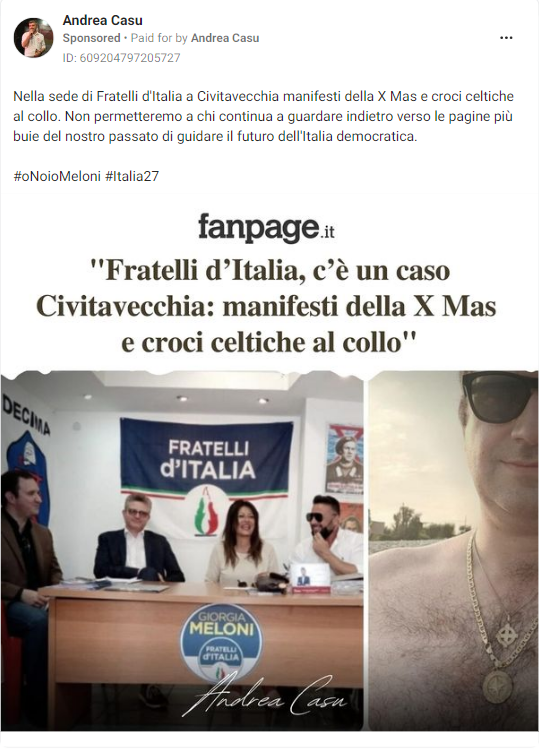 Andrea Casu
Sponsored • Paid for by Andrea Casu
ID: 609204797205727
Nella sede di Fratelli d'Italia a Civitavecchia manifesti della X Mas e croci celtiche
al collo. Non permetteremo a chi continua a guardare indietro verso le pagine più
buie del nostro passato di guidare il futuro dell'Italia democratica.
#oNoioMeloni #Italia27
fanpage.it
"Fratelli d’Italia, c’è un caso
Civitavecchia: manifesti della X Mas
e croci celtiche al collo"
DECIMA
FRATELLI
d'ITALIA
GIORGIA
MELONI
FRATELLI
d'ITALIA
Andrea Casu